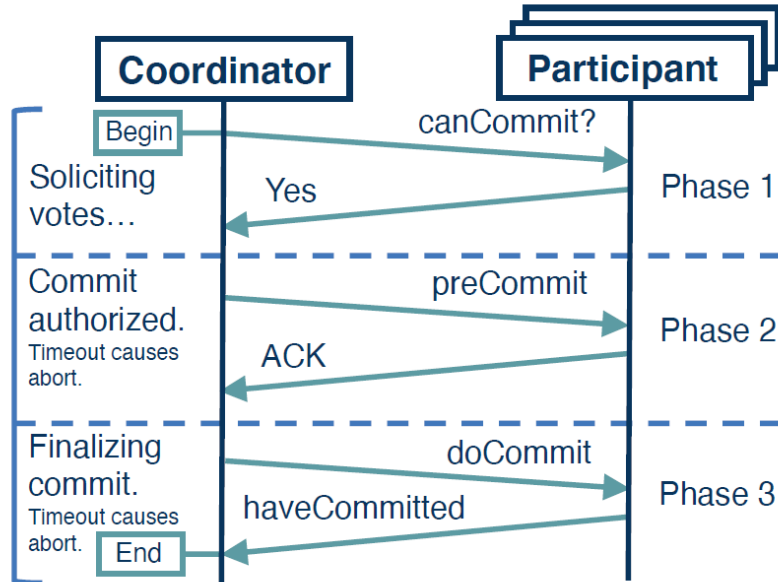 Coordinator
Participant
Begin
canCommit?
Soliciting
votes…
Yes
Phase 1
Commit
authorized.
Timeout causes
abort.
preCommit
ACK
Phase 2
Finalizing
commit.
Timeout causes
abort.
doCommit
haveCommitted
Phase 3
End